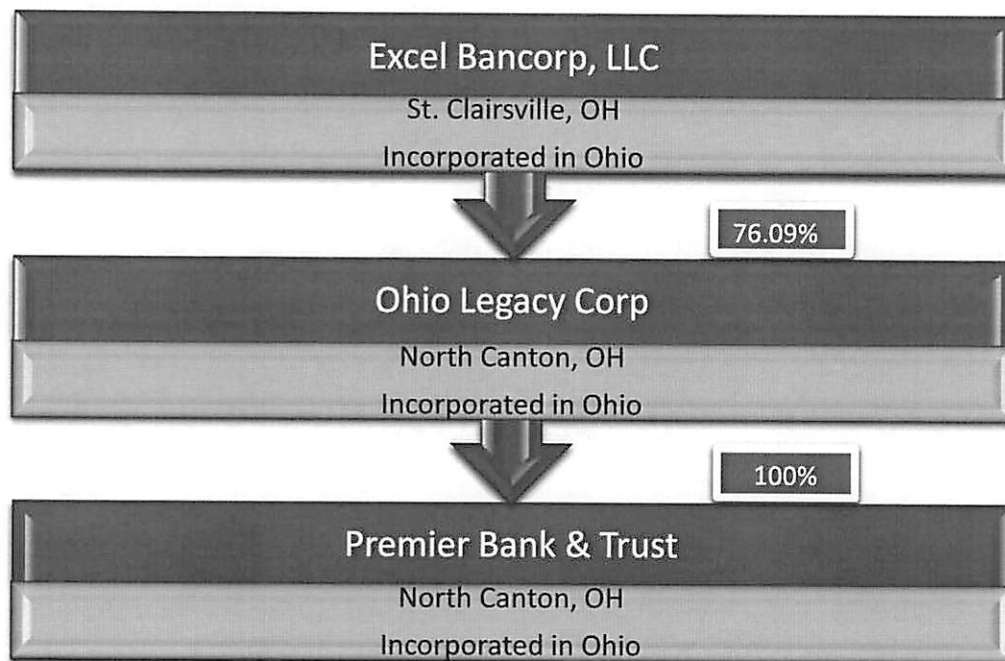 Excel Bancorp, LLC
St. Clairsville, OH
Incorporated in Ohio
76.09%
Ohio Legacy Corp
North Canton, OH
Incorporated in Ohio
100%
Premier Bank & Trust
North Canton, OH
Incorporated in Ohio